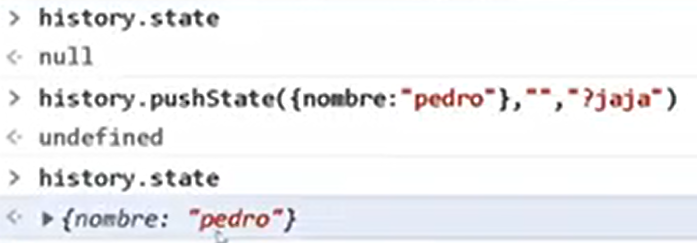 > history.state
<· null
> history.pushState({nombre:"pedro"},"","?jaja")
<· undefined
> history.state
<· ▶ {nombre: "pedro"}